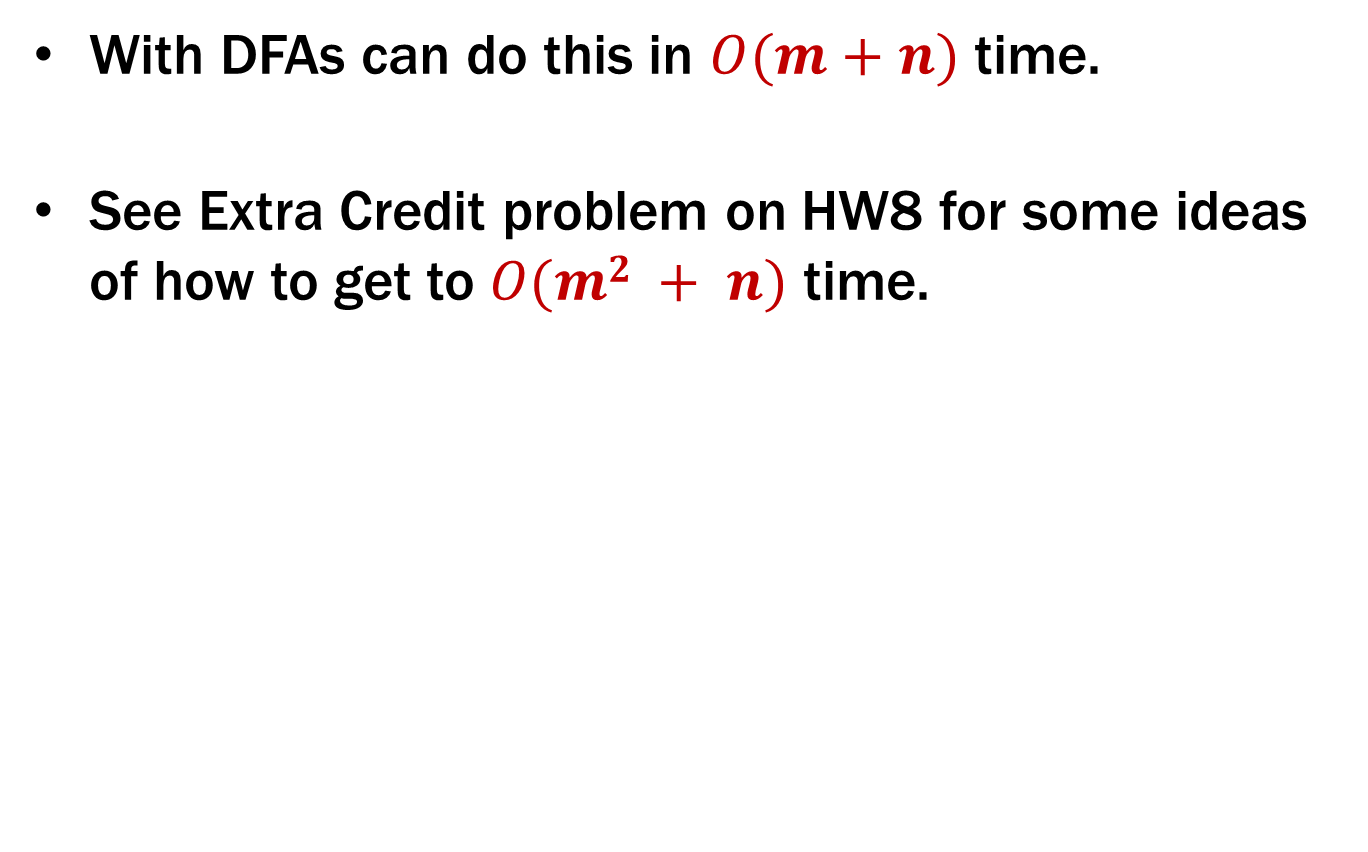 • With DFAs can do this in O(m + n) time.
• See Extra Credit problem on HW8 for some ideas
of how to get to O(m² + n) time.